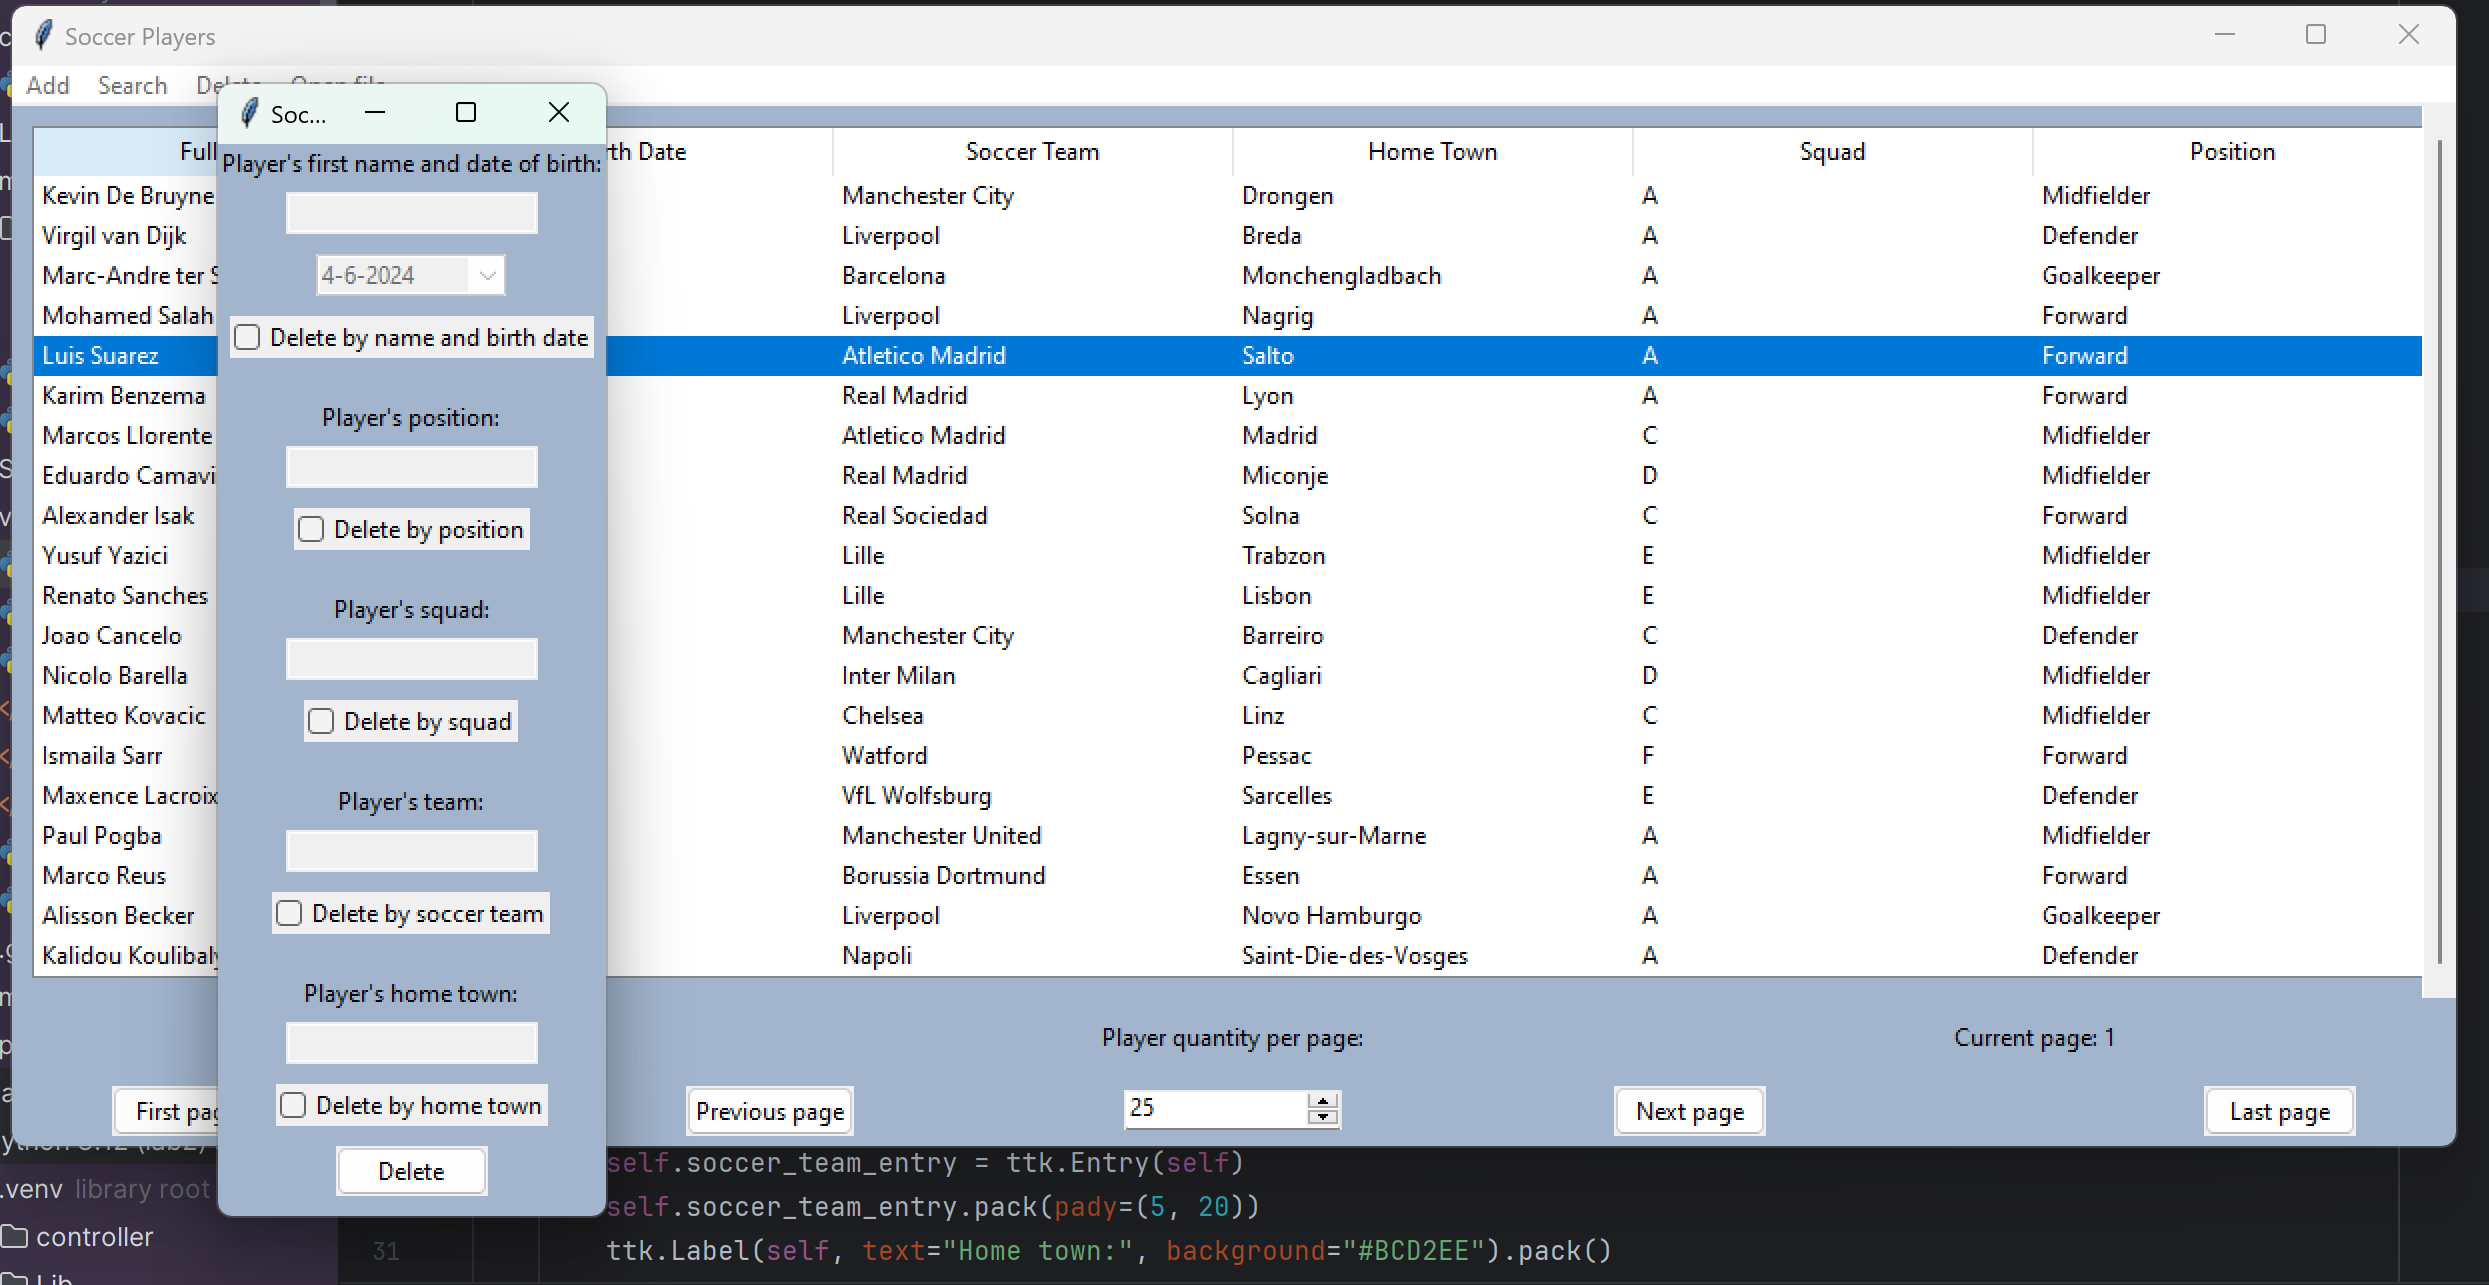 Soccer Players
Add Search Delete Open file
Soc...
Full
rth Date
Soccer Team
Home Town
Squad
Position
Kevin De Bruyne Manchester City Drongen A Midfielder
Virgil van Dijk Liverpool Breda A Defender
Marc-Andre ter S Barcelona Monchengladbach A Goalkeeper
Mohamed Salah Liverpool Nagrig A Forward
Luis Suarez Atletico Madrid Salto A Forward
Karim Benzema Real Madrid Lyon A Forward
Marcos Llorente Atletico Madrid Madrid C Midfielder
Eduardo Camavi Real Madrid Miconje D Midfielder
Alexander Isak Real Sociedad Solna C Forward
Yusuf Yazici Lille Trabzon E Midfielder
Renato Sanches Lille Lisbon E Midfielder
Joao Cancelo Manchester City Barreiro C Defender
Nicolo Barella Inter Milan Cagliari D Midfielder
Matteo Kovacic Chelsea Linz C Midfielder
Ismaila Sarr Watford Pessac F Forward
Maxence Lacroix VfL Wolfsburg Sarcelles E Defender
Paul Pogba Manchester United Lagny-sur-Marne A Midfielder
Marco Reus Borussia Dortmund Essen A Forward
Alisson Becker Liverpool Novo Hamburgo A Goalkeeper
Kalidou Koulibaly Napoli Saint-Die-des-Vosges A Defender
Player's first name and date of birth:
4-6-2024
Delete by name and birth date
Player's position:
Delete by position
Player's squad:
Delete by squad
Player's team:
Delete by soccer team
Player's home town:
Delete by home town
Delete
Player quantity per page:
Current page: 1
First pag
Previous page
25
Next page
Last page
.venv library root
controller
Lib
self.soccer_team_entry = ttk.Entry(self)
self.soccer_team_entry.pack(pady=(5, 20))
31 ttk.Label(self, text="Home town:", background="#BCD2EE").pack()